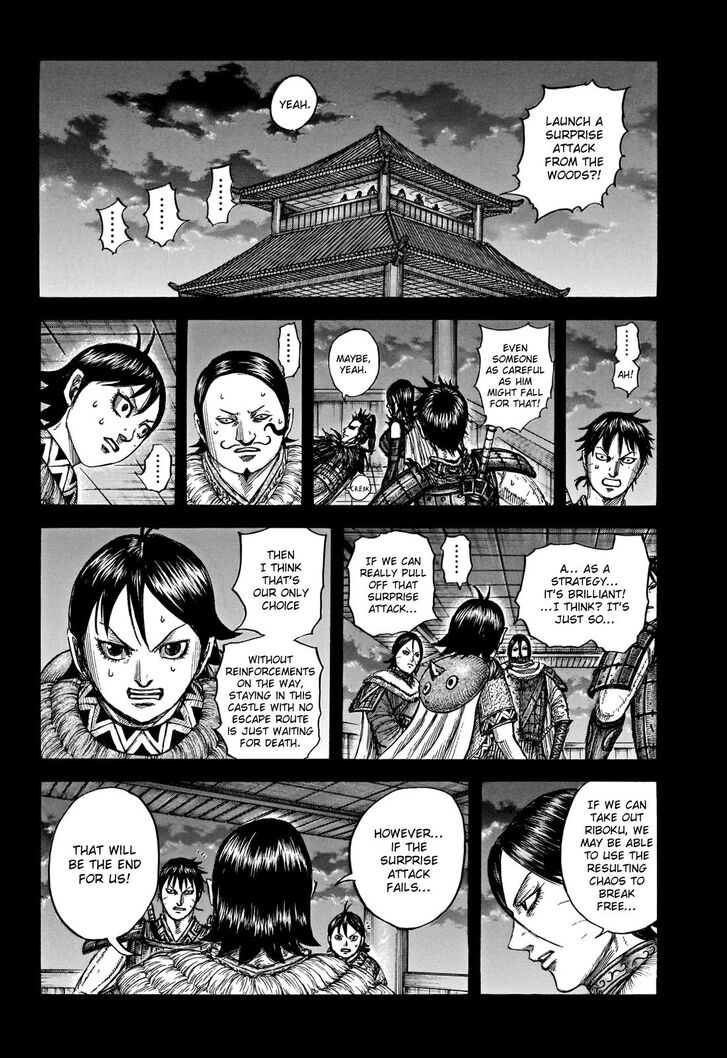 LAUNCH A
SURPRISE
ATTACK
FROM THE
WOODS?!
YEAH.
......
......
......
......
AH!
EVEN
SOMEONE
AS CAREFUL
AS HIM
MIGHT FALL
FOR THAT!
MAYBE,
YEAH.
CREAK
......
......
......
A... AS A
STRATEGY...
IT'S BRILLIANT!
...I THINK? IT'S
JUST SO...
......
IF WE CAN
REALLY PULL
OFF THAT
SURPRISE
ATTACK...
THEN
I THINK
THAT'S
OUR ONLY
CHOICE
WITHOUT
REINFORCEMENTS
ON THE WAY,
STAYING IN THIS
CASTLE WITH NO
ESCAPE ROUTE
IS JUST WAITING
FOR DEATH.
IF WE CAN
TAKE OUT
RIBOKU, WE
MAY BE ABLE
TO USE THE
RESULTING
CHAOS TO
BREAK
FREE...
HOWEVER...
IF THE
SURPRISE
ATTACK
FAILS...
THAT WILL
BE THE END
FOR US!